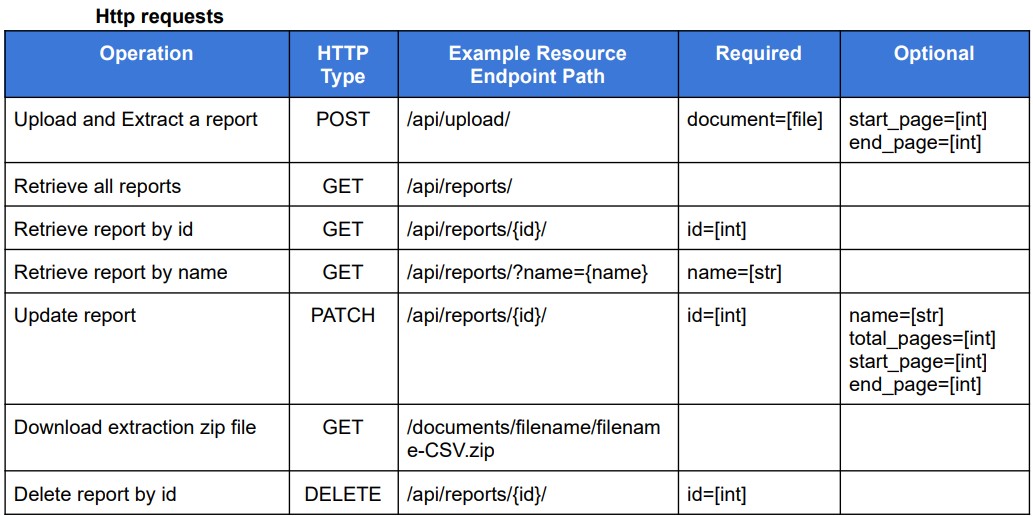 Http requests
Operation HTTP Type Example Resource Endpoint Path Required Optional
Upload and Extract a report POST /api/upload/ document=[file] start_page=[int]
end_page=[int]
Retrieve all reports GET /api/reports/
Retrieve report by id GET /api/reports/{id}/ id=[int]
Retrieve report by name GET /api/reports/?name={name} name=[str]
Update report PATCH /api/reports/{id}/ id=[int] name=[str]
total_pages=[int]
start_page=[int]
end_page=[int]
Download extraction zip file GET /documents/filename/filenam
e-CSV.zip
Delete report by id DELETE /api/reports/{id}/ id=[int]